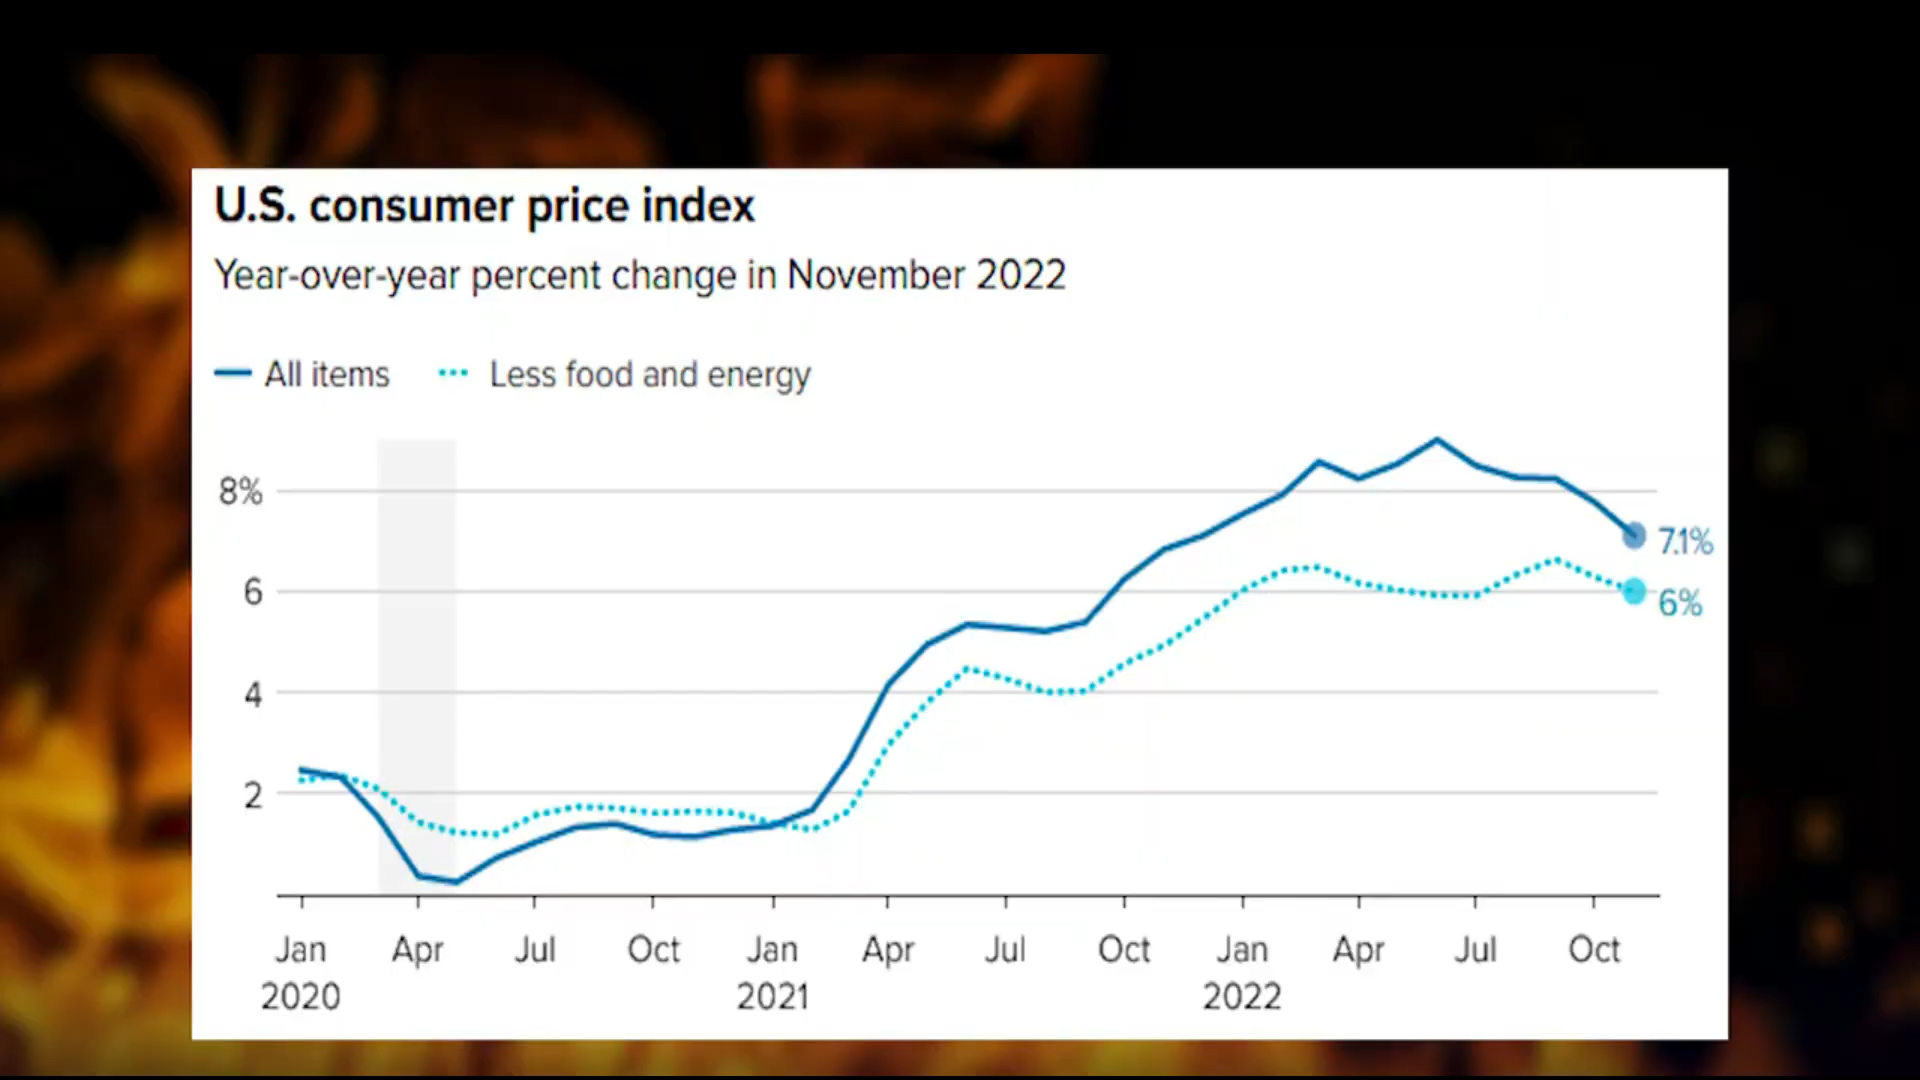 U.S. consumer price index
Year-over-year percent change in November 2022
All items Less food and energy
8%
7.1%
6
6%
4
2
Jan Apr Jul Oct Jan Apr Jul Oct Jan Apr Jul Oct
2020 2021 2022